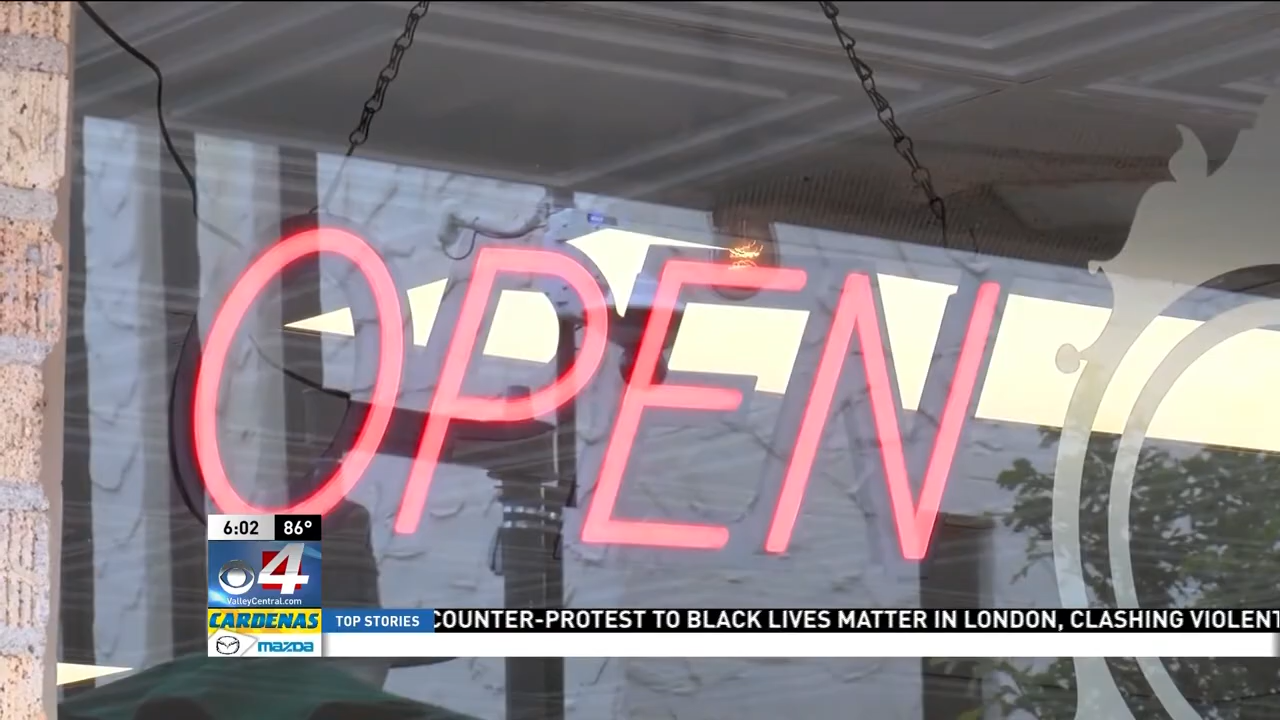 OPEN
6:02 86°
4
ValleyCentral.com
CARDENAS
mazda
TOP STORIES COUNTER-PROTEST TO BLACK LIVES MATTER IN LONDON, CLASHING VIOLENT